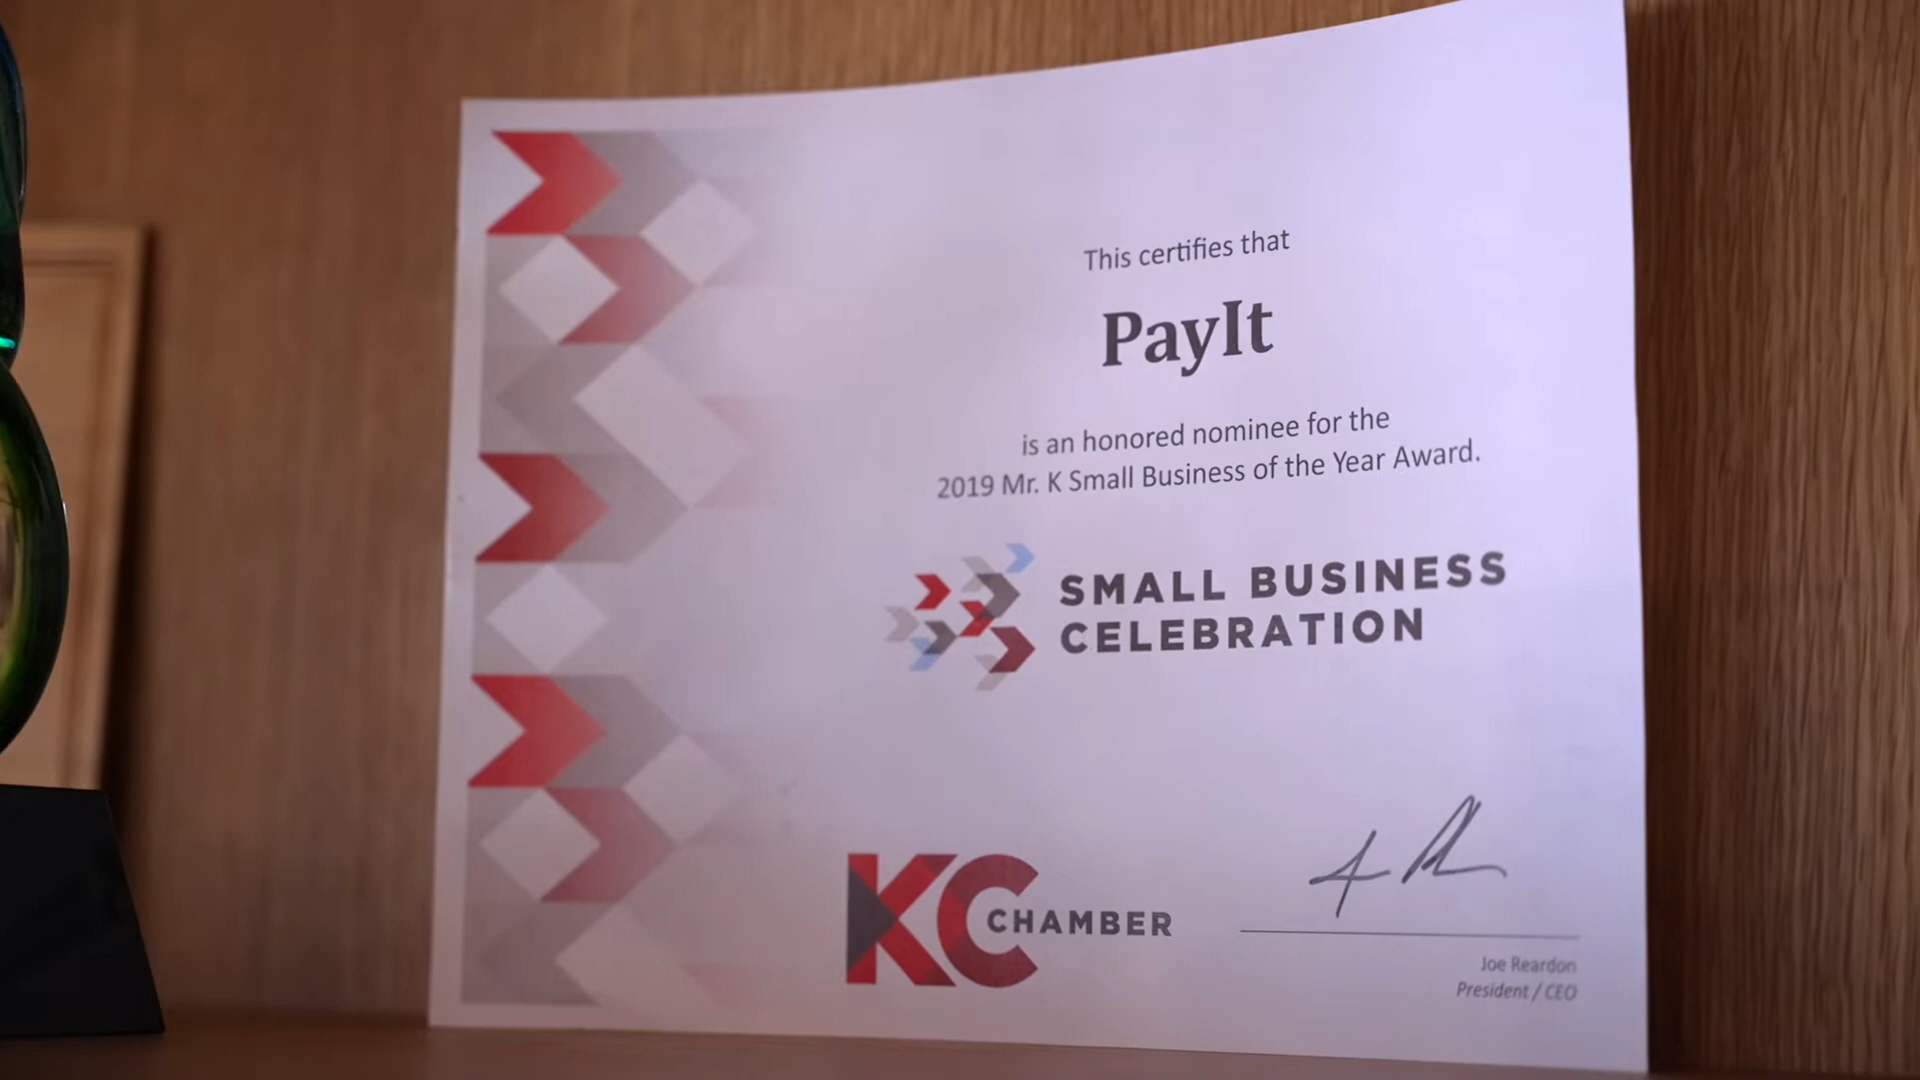 This certifies that
PayIt
is an honored nominee for the
2019 Mr. K Small Business of the Year Award.
SMALL BUSINESS
CELEBRATION
KC CHAMBER
Joe Reardon
President / CEO